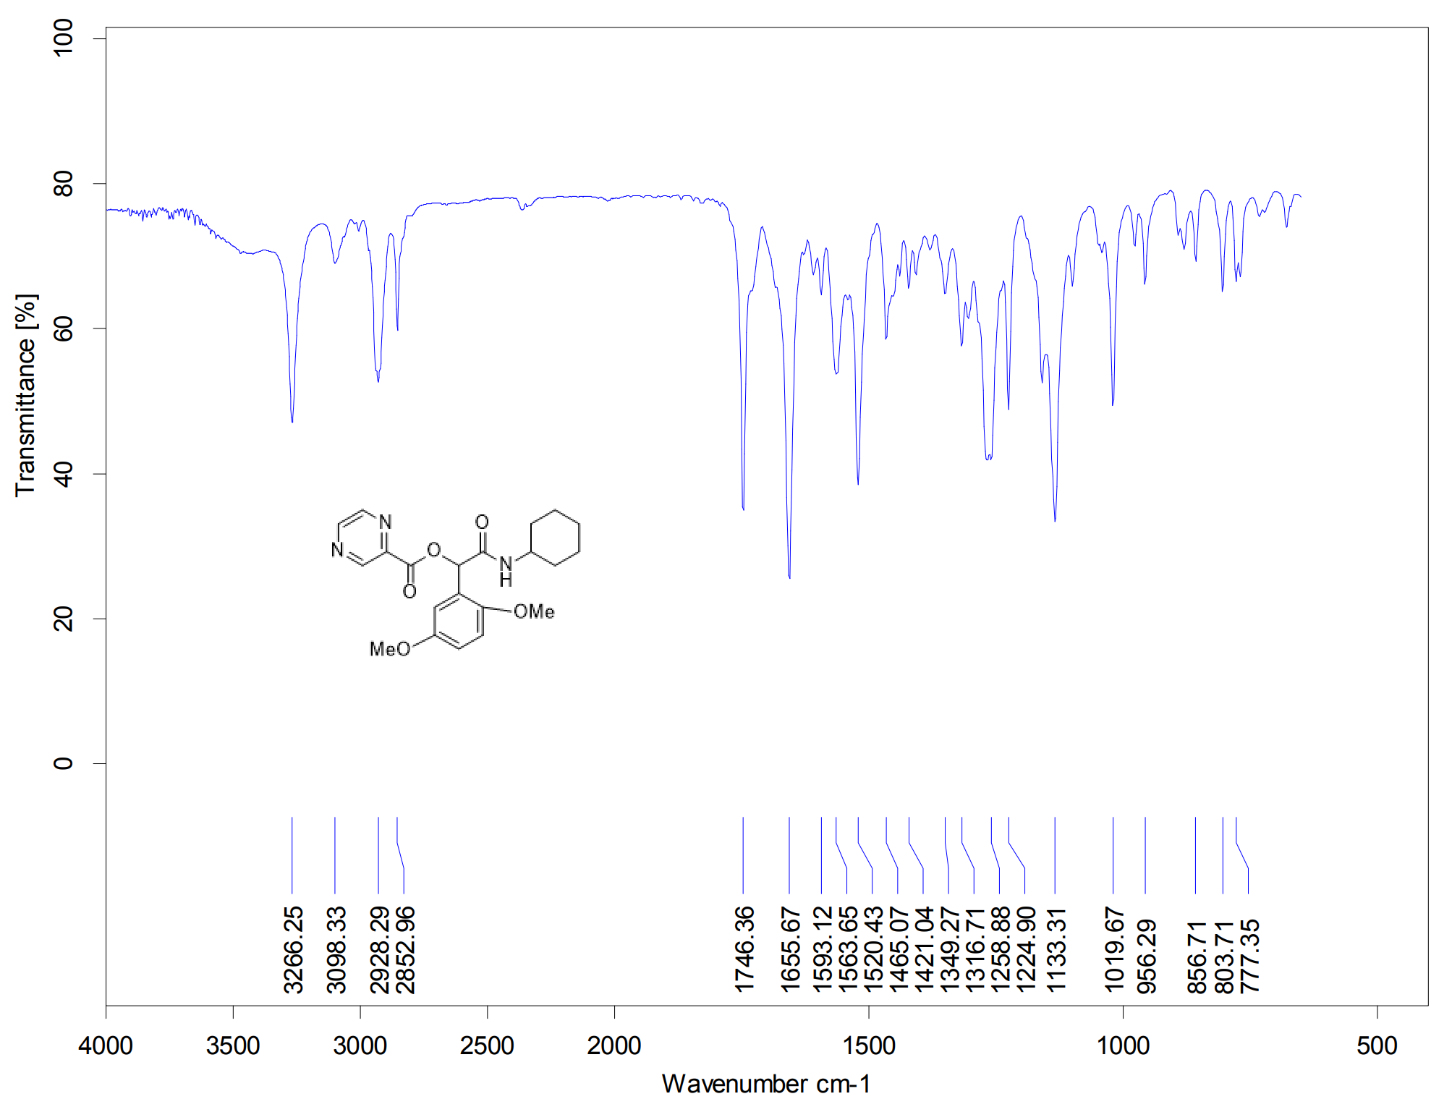 100
80
60
40
20
0
Transmittance [%]
N
N
O
O
O
N
H
OMe
MeO
3266.25
3098.33
2928.29
2852.96
1746.36
1655.67
1593.12
1563.65
1520.43
1465.07
1421.04
1349.27
1316.71
1258.88
1224.90
1133.31
1019.67
956.29
856.71
803.71
777.35
4000 3500 3000 2500 2000 1500 1000 500
Wavenumber cm-1